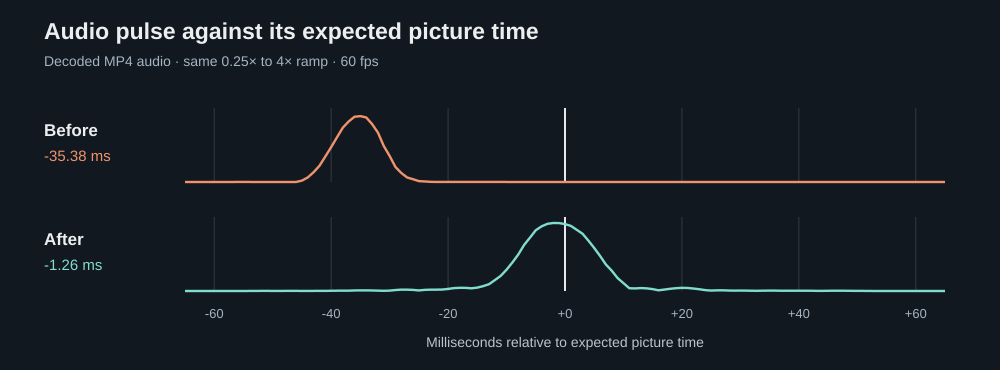 Audio pulse against its expected picture time
Decoded MP4 audio · same 0.25× to 4× ramp · 60 fps
Before
-35.38 ms
After
-1.26 ms
-60 -40 -20 +0 +20 +40 +60
Milliseconds relative to expected picture time